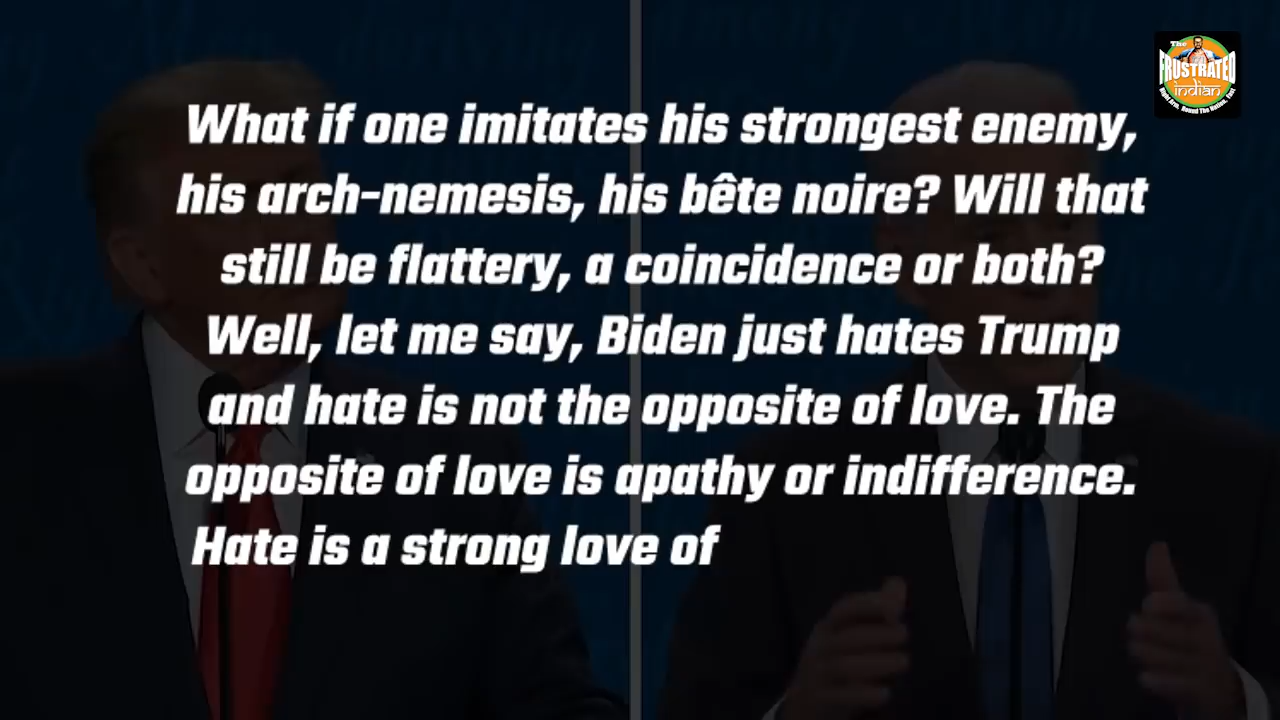 The
FRUSTRATED
indian
What if one imitates his strongest enemy,
his arch-nemesis, his bête noire? Will that
still be flattery, a coincidence or both?
Well, let me say, Biden just hates Trump
and hate is not the opposite of love. The
opposite of love is apathy or indifference.
Hate is a strong love of